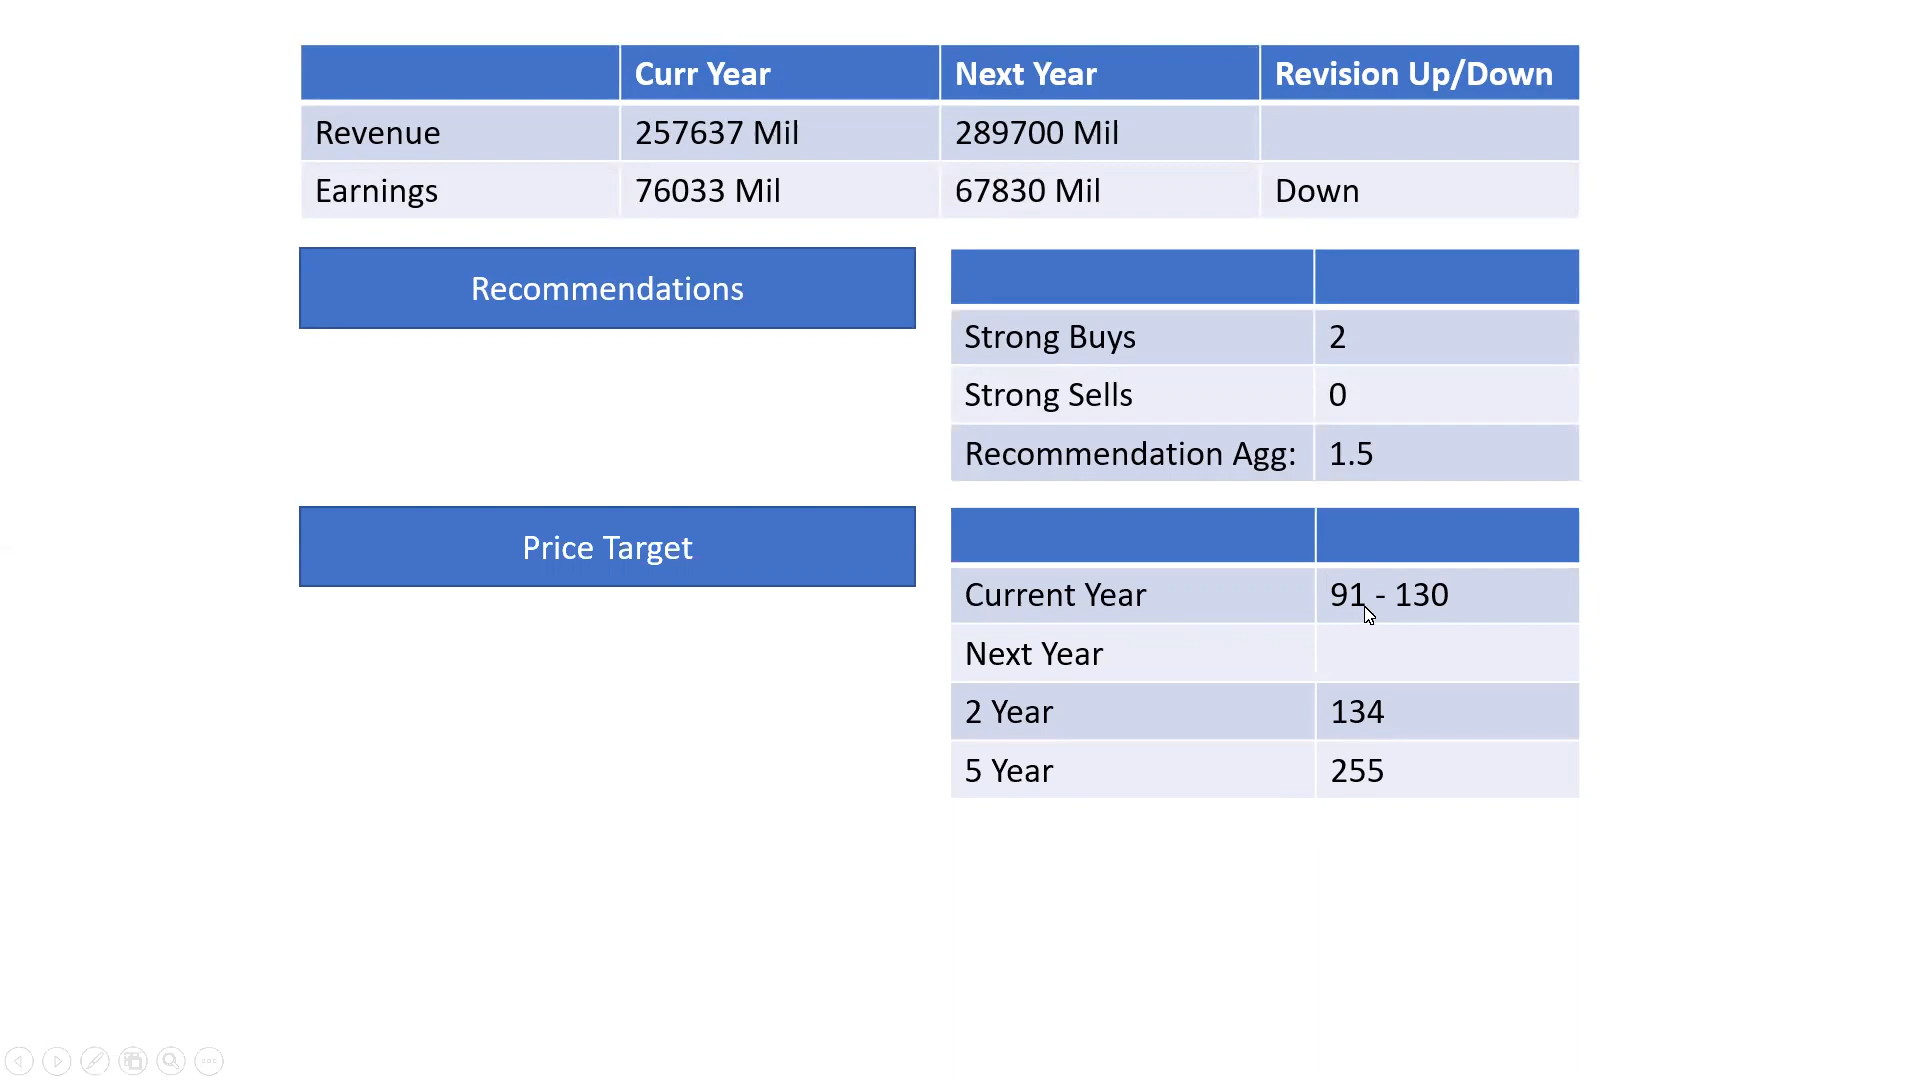 Curr Year Next Year Revision Up/Down
Revenue 257637 Mil 289700 Mil
Earnings 76033 Mil 67830 Mil Down
Recommendations
Strong Buys 2
Strong Sells 0
Recommendation Agg: 1.5
Price Target
Current Year 91 - 130
Next Year
2 Year 134
5 Year 255